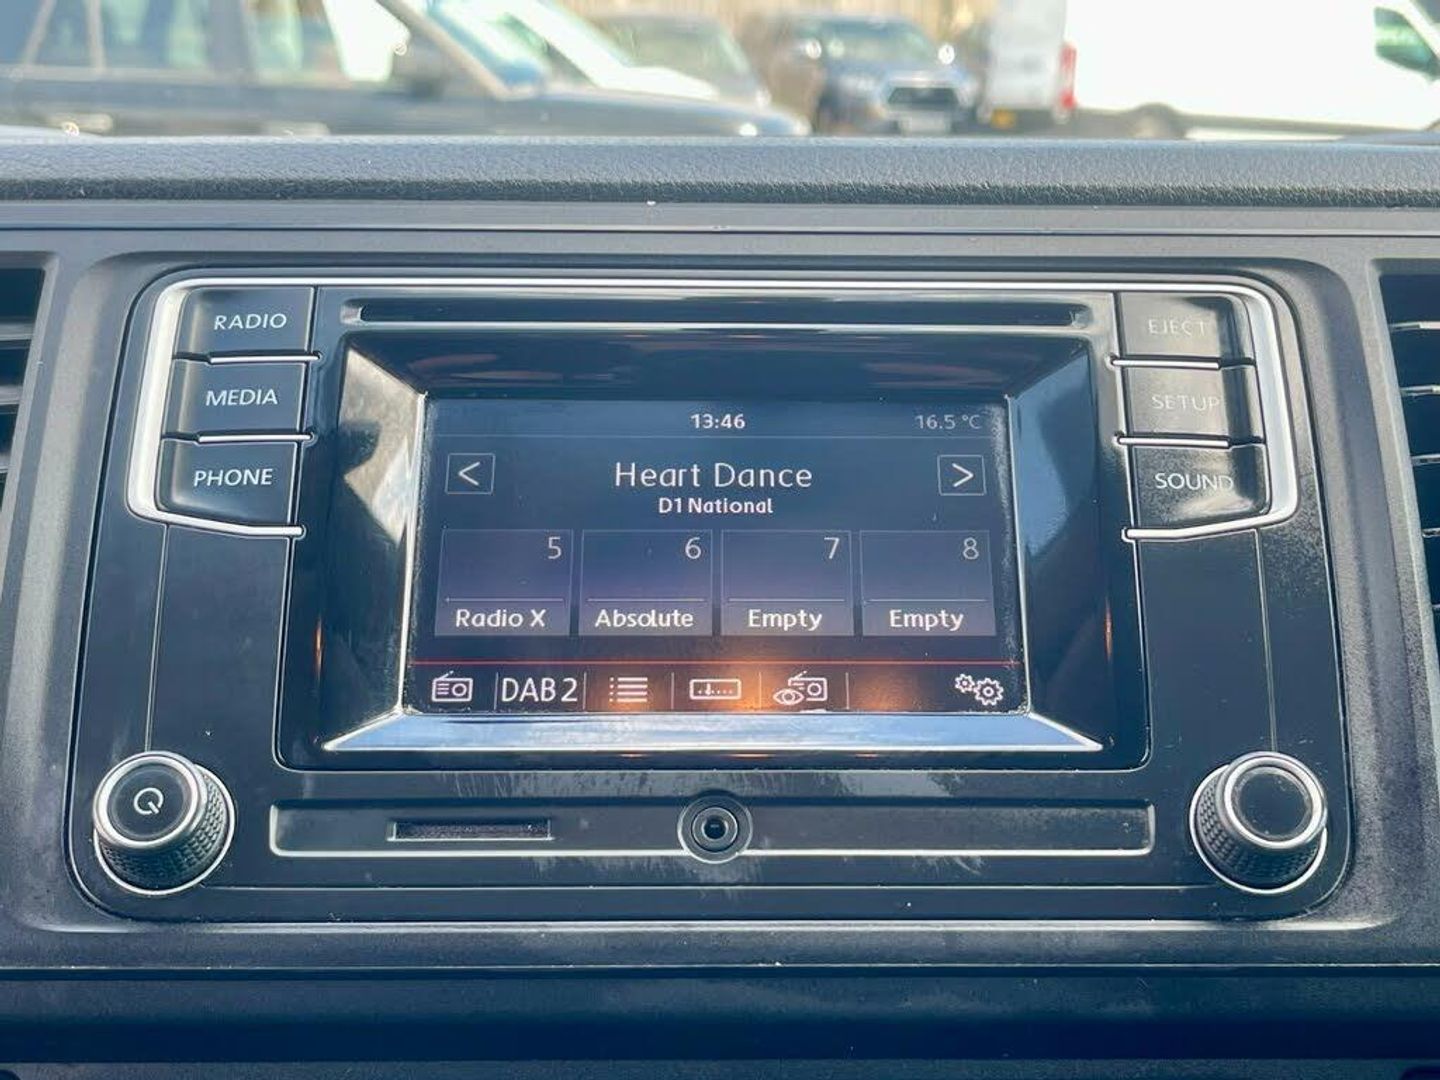 RADIO
MEDIA
PHONE
EJECT
SETUP
SOUND
13:46 16.5 °C
< Heart Dance >
D1 National
5 6 7 8
Radio X Absolute Empty Empty
DAB 2